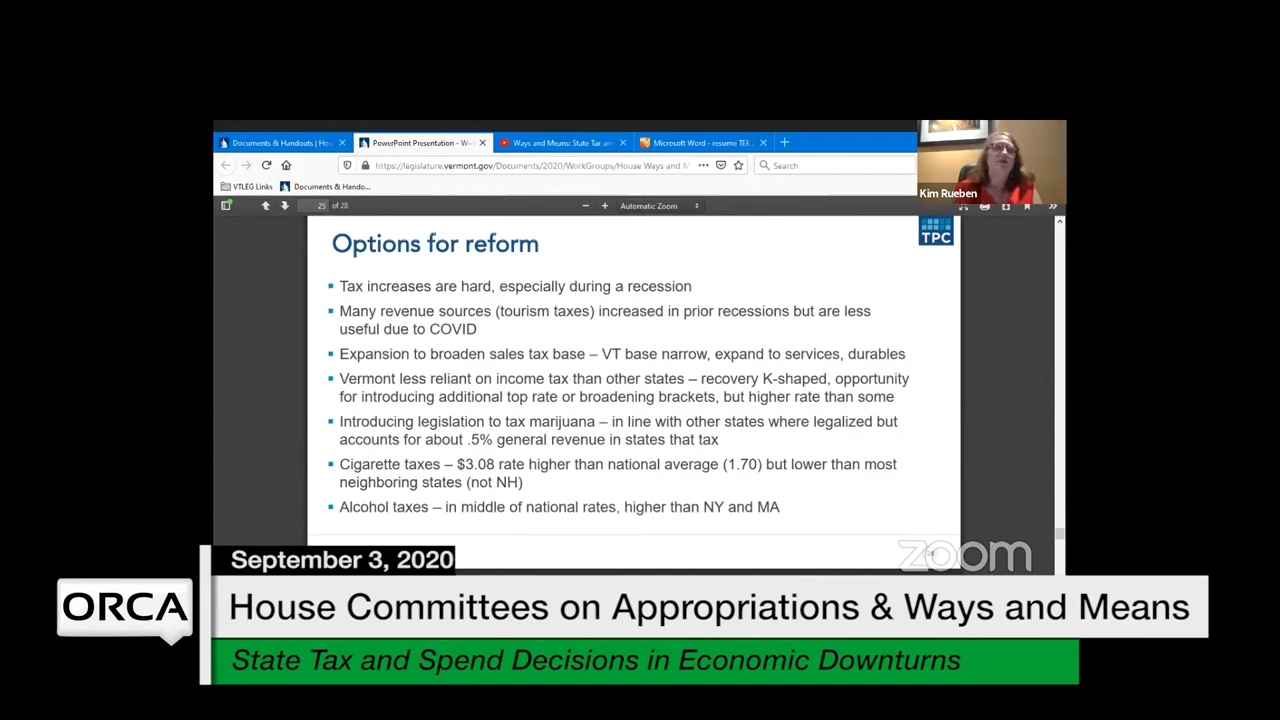 Documents & Handouts | Ho
PowerPoint Presentation - W
Ways and Means: State Tax an
Microsoft Word - resume TEK
https://legislature.vermont.gov/Documents/2020/WorkGroups/House Ways and M
Search
VTLEG Links
Documents & Hando...
Kim Rueben
25 of 28
Automatic Zoom
Options for reform
TPC
Tax increases are hard, especially during a recession
Many revenue sources (tourism taxes) increased in prior recessions but are less
useful due to COVID
Expansion to broaden sales tax base – VT base narrow, expand to services, durables
Vermont less reliant on income tax than other states – recovery K-shaped, opportunity
for introducing additional top rate or broadening brackets, but higher rate than some
Introducing legislation to tax marijuana – in line with other states where legalized but
accounts for about .5% general revenue in states that tax
Cigarette taxes – $3.08 rate higher than national average (1.70) but lower than most
neighboring states (not NH)
Alcohol taxes – in middle of national rates, higher than NY and MA
zoom
September 3, 2020
ORCA
House Committees on Appropriations & Ways and Means
State Tax and Spend Decisions in Economic Downturns